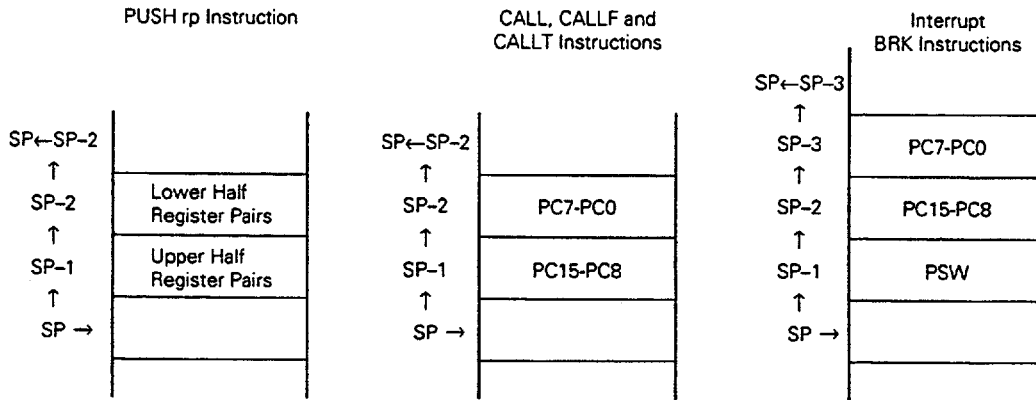 PUSH rp Instruction
SP←SP–2
↑
SP–2
↑
SP–1
↑
SP →
Lower Half
Register Pairs
Upper Half
Register Pairs
CALL, CALLF and
CALLT Instructions
SP←SP–2
↑
SP–2
↑
SP–1
↑
SP →
PC7-PC0
PC15-PC8
Interrupt
BRK Instructions
SP←SP–3
↑
SP–3
↑
SP–2
↑
SP–1
↑
SP →
PC7-PC0
PC15-PC8
PSW